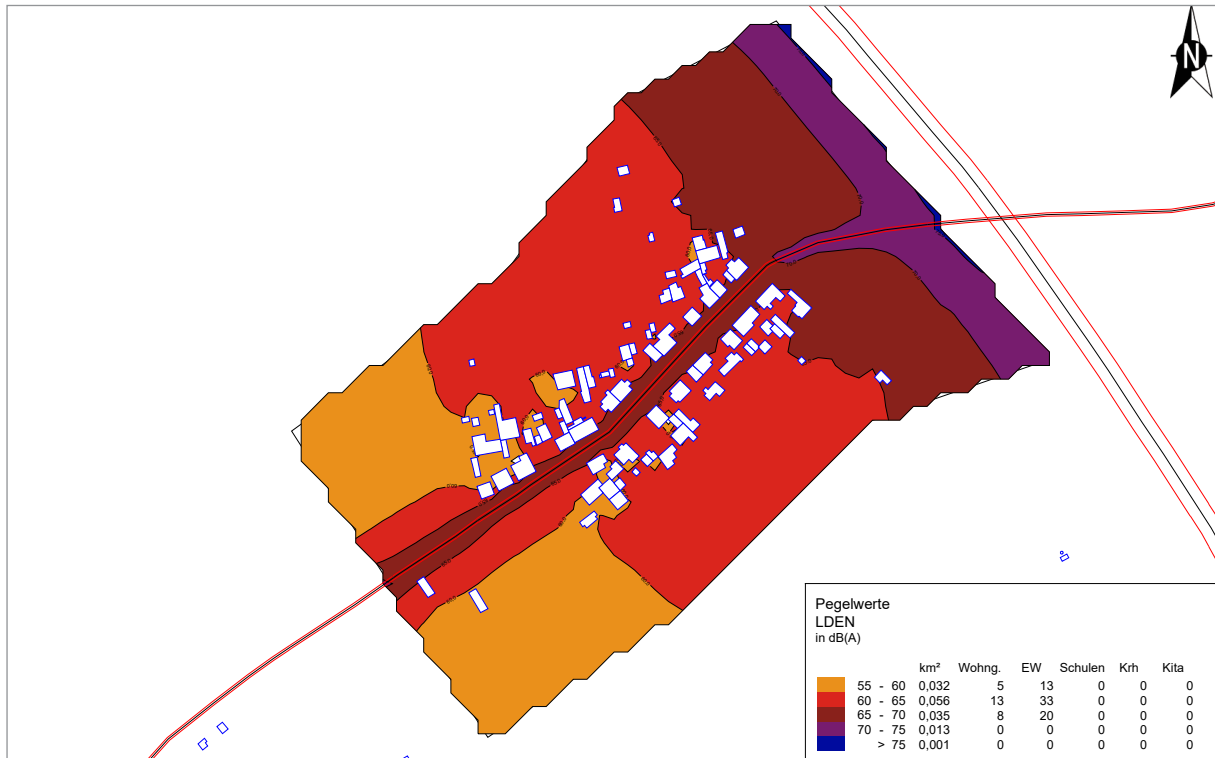 N
Pegelwerte
LDEN
in dB(A)
km² Wohng. EW Schulen Krh Kita
55 - 60 0,032 5 13 0 0 0
60 - 65 0,056 13 33 0 0 0
65 - 70 0,035 8 20 0 0 0
70 - 75 0,013 0 0 0 0 0
> 75 0,001 0 0 0 0 0